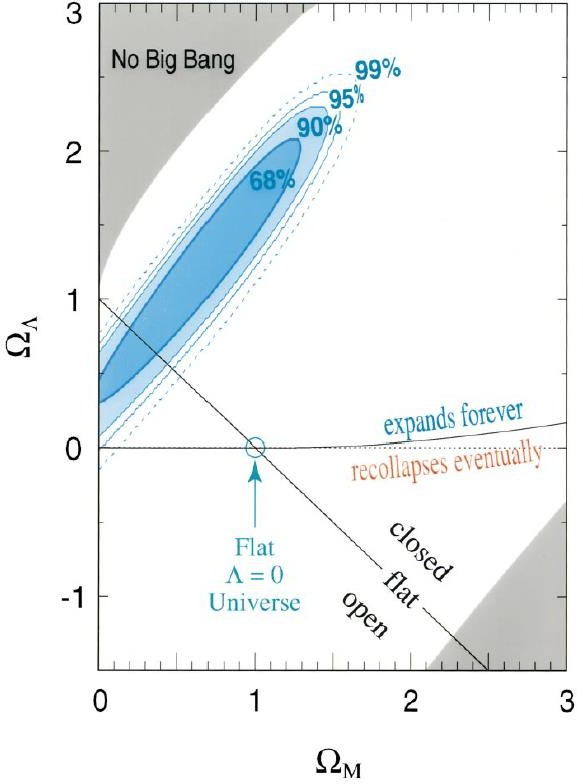 3
No Big Bang
99%
95%
90%
68%
2
1
Ω_Λ
0
expands forever
recollapses eventually
Flat
Λ = 0
Universe
closed
flat
open
-1
0
1
2
3
Ω_M